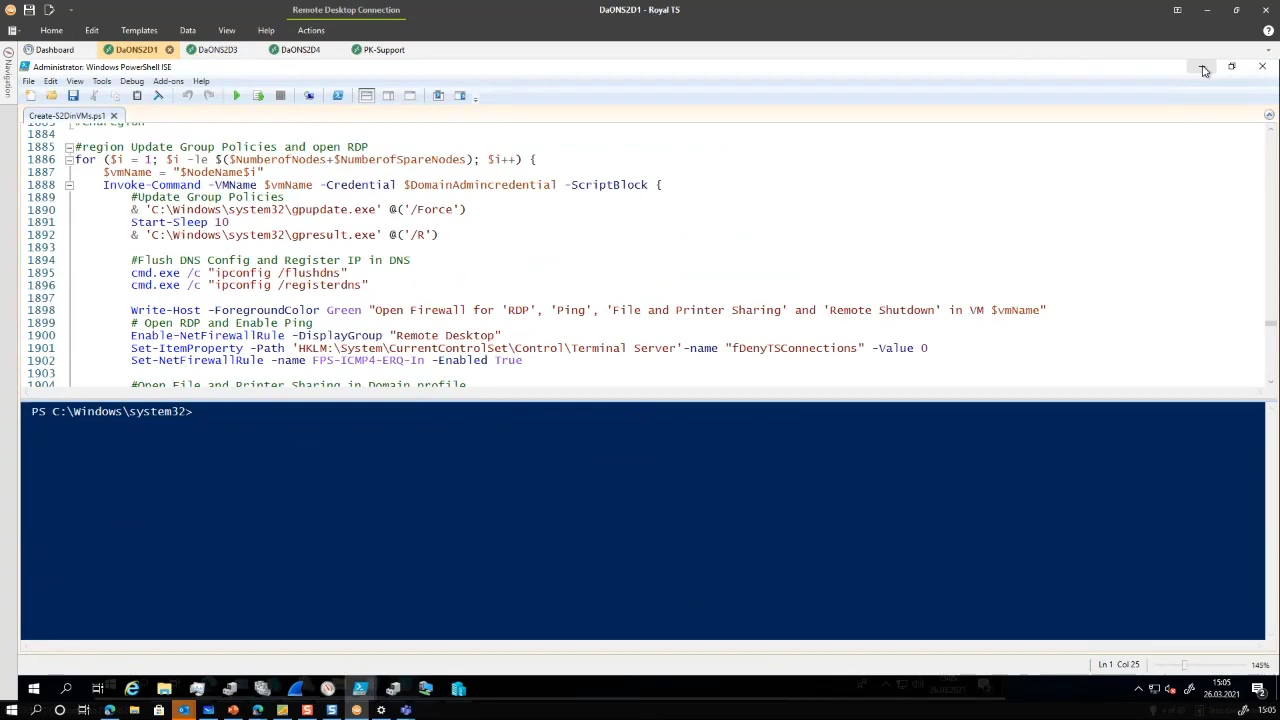 Remote Desktop Connection
DaONS2D1 - Royal TS
Home Edit Templates Data View Help Actions
Dashboard DaONS2D1 DaONS2D3 DaONS2D4 PK-Support
Navigation
Administrator: Windows PowerShell ISE
File Edit View Tools Debug Add-ons Help
Create-S2DinVMs.ps1
1884
1885 #region Update Group Policies and open RDP
1886 for ($i = 1; $i -le $($NumberofNodes+$NumberofSpareNodes); $i++) {
1887 $vmName = "$NodeName$i"
1888 Invoke-Command -VMName $vmName -Credential $DomainAdmincredential -ScriptBlock {
1889 #Update Group Policies
1890 & 'C:\Windows\system32\gpupdate.exe' @('/Force')
1891 Start-Sleep 10
1892 & 'C:\Windows\system32\gpresult.exe' @('/R')
1893
1894 #Flush DNS Config and Register IP in DNS
1895 cmd.exe /c "ipconfig /flushdns"
1896 cmd.exe /c "ipconfig /registerdns"
1897
1898 Write-Host -ForegroundColor Green "Open Firewall for 'RDP', 'Ping', 'File and Printer Sharing' and 'Remote Shutdown' in VM $vmName"
1899 # Open RDP and Enable Ping
1900 Enable-NetFirewallRule -DisplayGroup "Remote Desktop"
1901 Set-ItemProperty -Path 'HKLM:\System\CurrentControlSet\Control\Terminal Server'-name "fDenyTSConnections" -Value 0
1902 Set-NetFirewallRule -name FPS-ICMP4-ERQ-In -Enabled True
1903
1904 #Open File and Printer Sharing in Domain profile
PS C:\Windows\system32>
Ln 1 Col 25 145%
15:05
26.03.2021
15:05